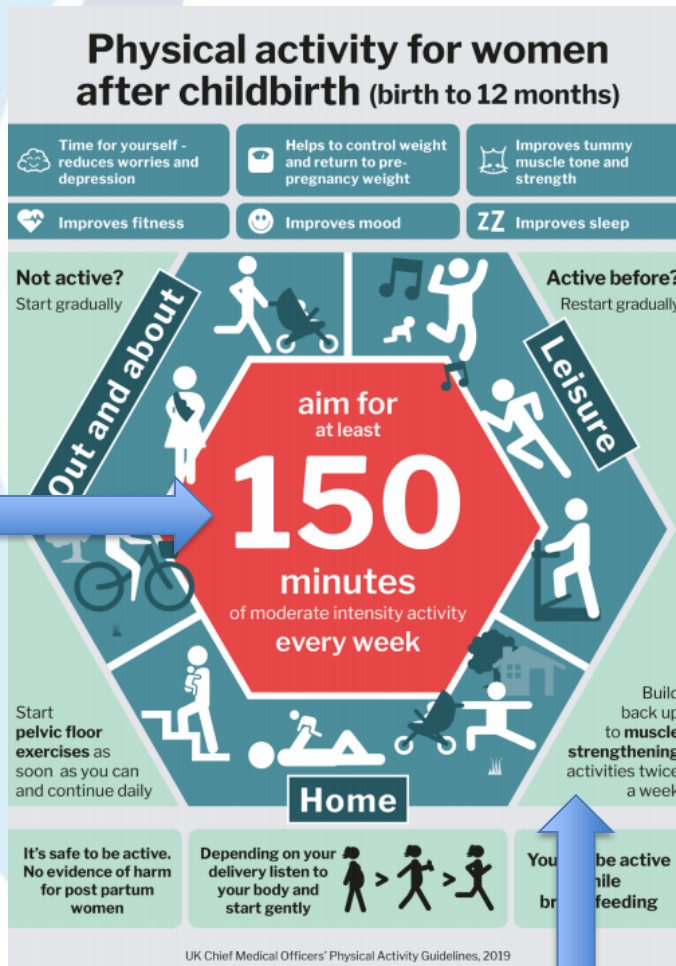 Physical activity for women
after childbirth (birth to 12 months)
Time for yourself -
reduces worries and
depression
Helps to control weight
and return to pre-
pregnancy weight
Improves tummy
muscle tone and
strength
Improves fitness
Improves mood
ZZ Improves sleep
Not active?
Start gradually
Active before?
Restart gradually
Out and about
Leisure
aim for
at least
150
minutes
of moderate intensity activity
every week
Start
pelvic floor
exercises as
soon as you can
and continue daily
Build
back up
to muscle
strengthening
activities twice
a week
Home
It's safe to be active.
No evidence of harm
for post partum
women
Depending on your
delivery listen to
your body and
start gently
> >
You be active
feeding
UK Chief Medical Officers' Physical Activity Guidelines, 2019